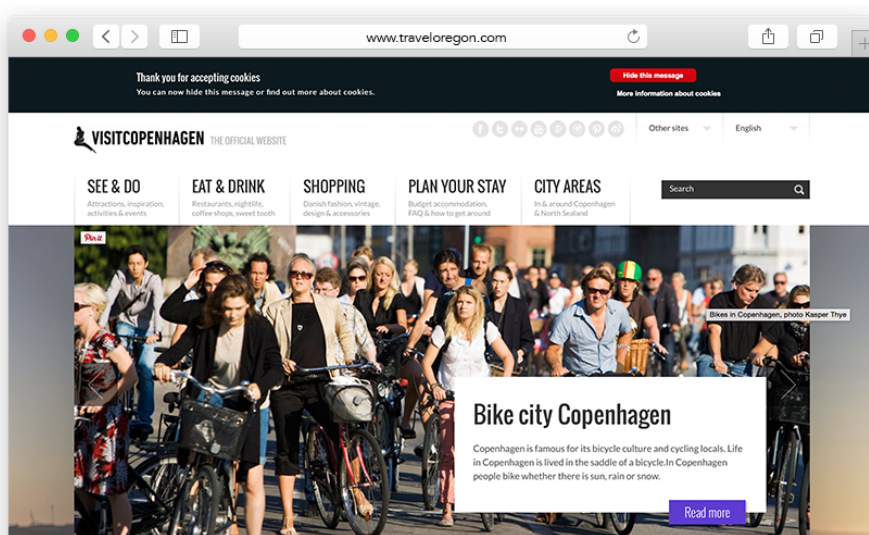 www.traveloregon.com
Thank you for accepting cookies
You can now hide this message or find out more about cookies.
Hide this message
More information about cookies
VISITCOPENHAGEN THE OFFICIAL WEBSITE
Other sites
English
SEE & DO
Attractions, inspiration,
activities & events
EAT & DRINK
Restaurants, nightlife,
coffee shops, sweet tooth
SHOPPING
Danish fashion, vintage,
design & accessories
PLAN YOUR STAY
Budget accommodation,
FAQ & how to get around
CITY AREAS
In & around Copenhagen
& North Sealand
Search
Pin it
Bikes in Copenhagen, photo Kasper Thye
Bike city Copenhagen
Copenhagen is famous for its bicycle culture and cycling locals. Life
in Copenhagen is lived in the saddle of a bicycle.In Copenhagen
people bike whether there is sun, rain or snow.
Read more